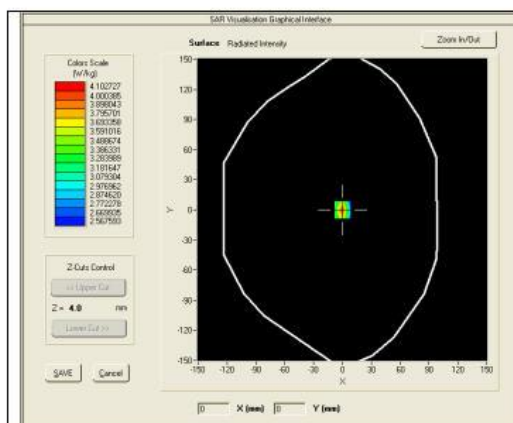 SAR Visualisation Graphical Interface
Surface Radiated Intensity
Zoom In/Out
Colors Scale
(W/kg)
4.102727
4.000385
3.898043
3.795701
3.693358
3.591016
3.488674
3.386331
3.283989
3.181647
3.079304
2.976962
2.874620
2.772278
2.669935
2.567593
Z-Cuts Control
<< Upper Cut
Z = 4.0 mm
Lower Cut >>
SAVE Cancel
150
120
90
60
30
0
-30
-60
-90
-120
-150
Y
-150 -120 -90 -60 -30 0 30 60 90 120 150
X
0 X (mm) 0 Y (mm)